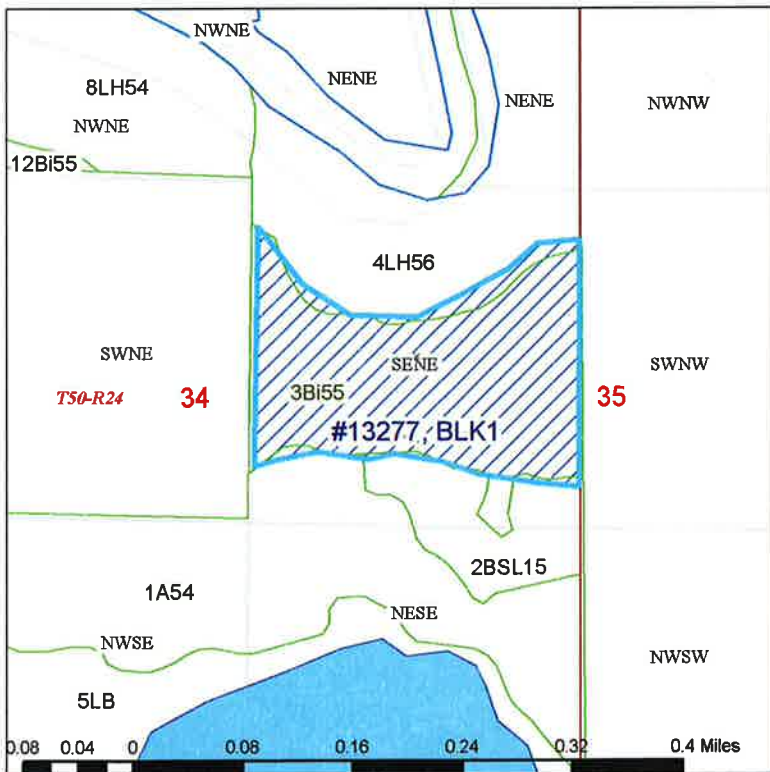 NWNE
8LH54
NENE
NENE
NWNW
NWNE
12Bi55
4LH56
SWNE
SENE
SWNW
T50-R24
34
3Bi55
35
#13277, BLK1
2BSL15
1A54
NESE
NWSE
NWSW
5LB
0.08 0.04 0 0.08 0.16 0.24 0.32 0.4 Miles